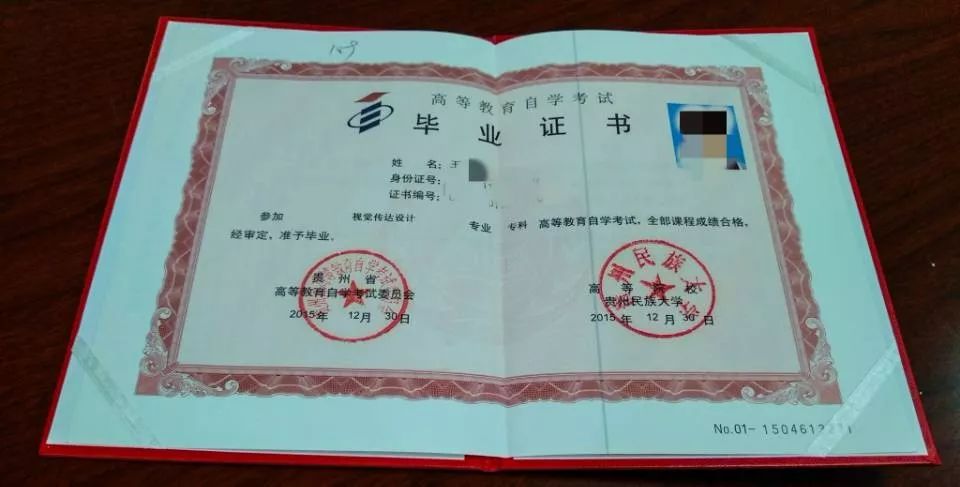 高等教育自学考试
毕业证书
姓名：王
身份证号：
证书编号：
参加 视觉传达设计 专业 专科 高等教育自学考试，全部课程成绩合格，
经审定，准予毕业。
贵州省
高等教育自学考试委员会
2015年 12月 30日
高等院校
贵州民族大学
2015年 12月 30日
No.01-